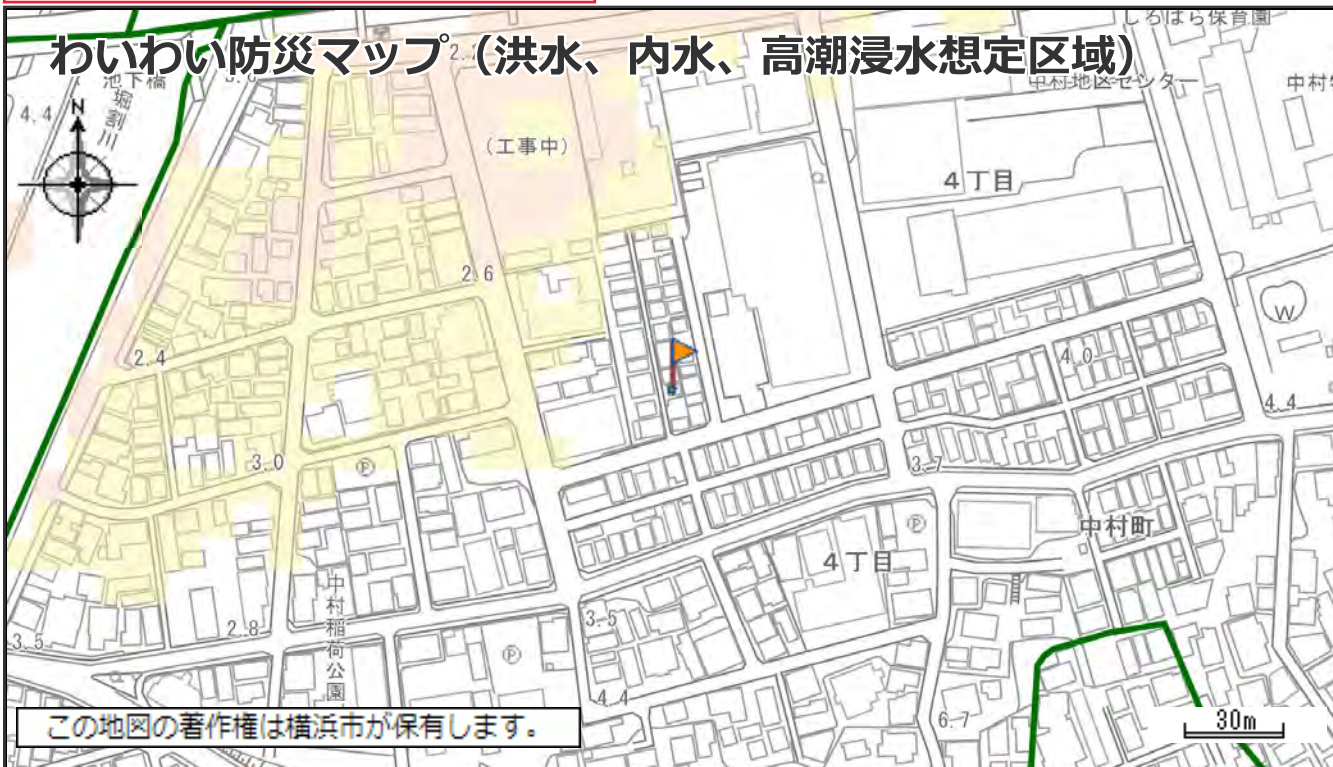 しろはら保育園
わいわい防災マップ（洪水、内水、高潮浸水想定区域）
池下橋
中村地区センター
4.4
N
堀割川
（工事中）
4丁目
2.6
W
2.4
4.0
4.4
3.0
P
3.7
P
中村町
4丁目
中村稲荷公園
3.5
2.8
3.5
P
4.4
6.7
30m
この地図の著作権は横浜市が保有します。